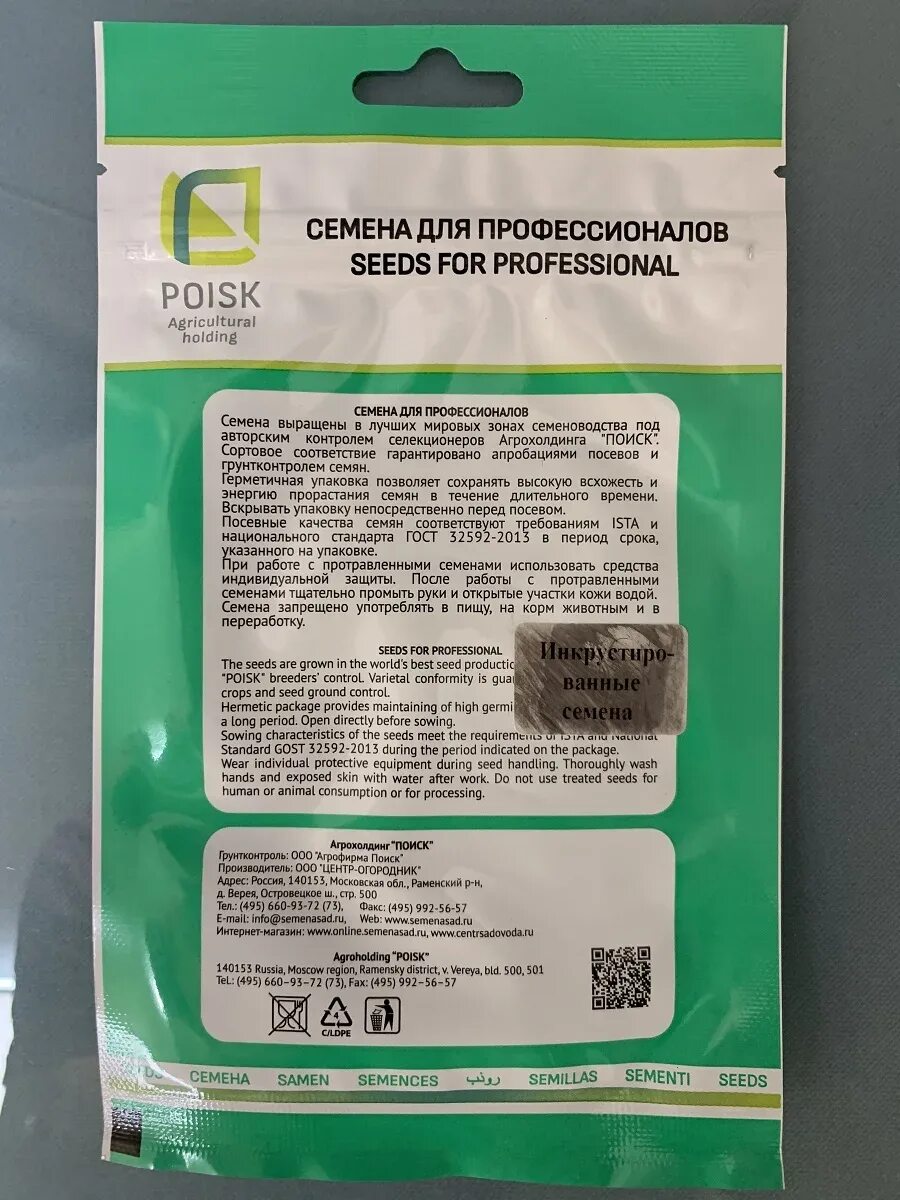 POISK
Agricultural
holding
СЕМЕНА ДЛЯ ПРОФЕССИОНАЛОВ
SEEDS FOR PROFESSIONAL
СЕМЕНА ДЛЯ ПРОФЕССИОНАЛОВ
Семена выращены в лучших мировых зонах семеноводства под
авторским контролем селекционеров Агрохолдинга "ПОИСК".
Сортовое соответствие гарантировано апробациями посевов и
грунтконтролем семян.
Герметичная упаковка позволяет сохранять высокую всхожесть и
энергию прорастания семян в течение длительного времени.
Вскрывать упаковку непосредственно перед посевом.
Посевные качества семян соответствуют требованиям ISTA и
национального стандарта ГОСТ 32592-2013 в период срока,
указанного на упаковке.
При работе с протравленными семенами использовать средства
индивидуальной защиты. После работы с протравленными
семенами тщательно промыть руки и открытые участки кожи водой.
Семена запрещено употреблять в пищу, на корм животным и в
переработку.
SEEDS FOR PROFESSIONAL
The seeds are grown in the world's best seed productio
"POISK" breeders' control. Varietal conformity is gua
crops and seed ground control.
Hermetic package provides maintaining of high germi
a long period. Open directly before sowing.
Sowing characteristics of the seeds meet the requirements of ISTA and National
Standard GOST 32592-2013 during the period indicated on the package.
Wear individual protective equipment during seed handling. Thoroughly wash
hands and exposed skin with water after work. Do not use treated seeds for
human or animal consumption or for processing.
Инкрустиро-
ванные
семена
Агрохолдинг "ПОИСК"
Грунтконтроль: ООО "Агрофирма Поиск"
Производитель: ООО "ЦЕНТР-ОГОРОДНИК"
Адрес: Россия, 140153, Московская обл., Раменский р-н,
д. Верея, Островецкое ш., стр. 500
Тел.: (495) 660-93-72 (73), Факс: (495) 992-56-57
E-mail: info@semenasad.ru, Web: www.semenasad.ru
Интернет-магазин: www.online.semenasad.ru, www.centrsadovoda.ru
Agroholding "POISK"
140153 Russia, Moscow region, Ramensky district, v. Vereya, bld. 500, 501
Tel.: (495) 660-93-72 (73), Fax: (495) 992-56-57
4
C/LDPE
СЕМЕНА SAMEN SEMENCES SEMILLAS SEMENTI SEEDS